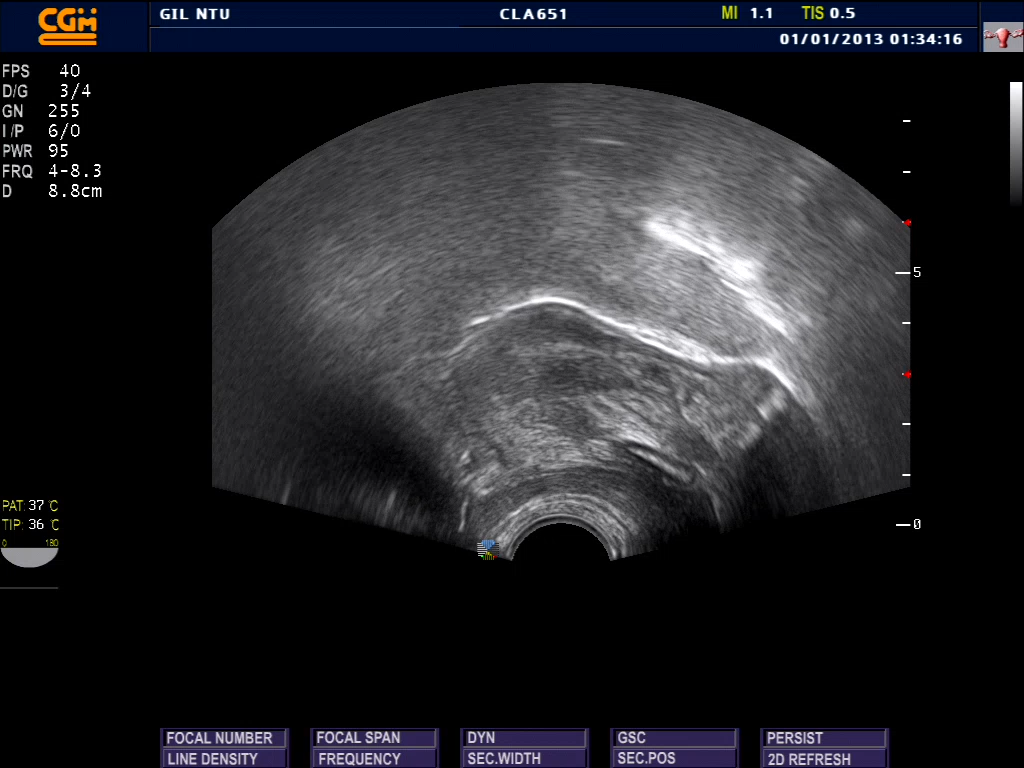 CGM
GIL NTU
CLA651
MI 1.1 TIS 0.5
01/01/2013 01:34:16
FPS 40
D/G 3/4
GN 255
I/P 6/0
PWR 95
FRQ 4-8.3
D 8.8cm
5
PAT: 37 °C
TIP: 36 °C
0 180
0
FOCAL NUMBER
LINE DENSITY
FOCAL SPAN
FREQUENCY
DYN
SEC.WIDTH
GSC
SEC.POS
PERSIST
2D REFRESH